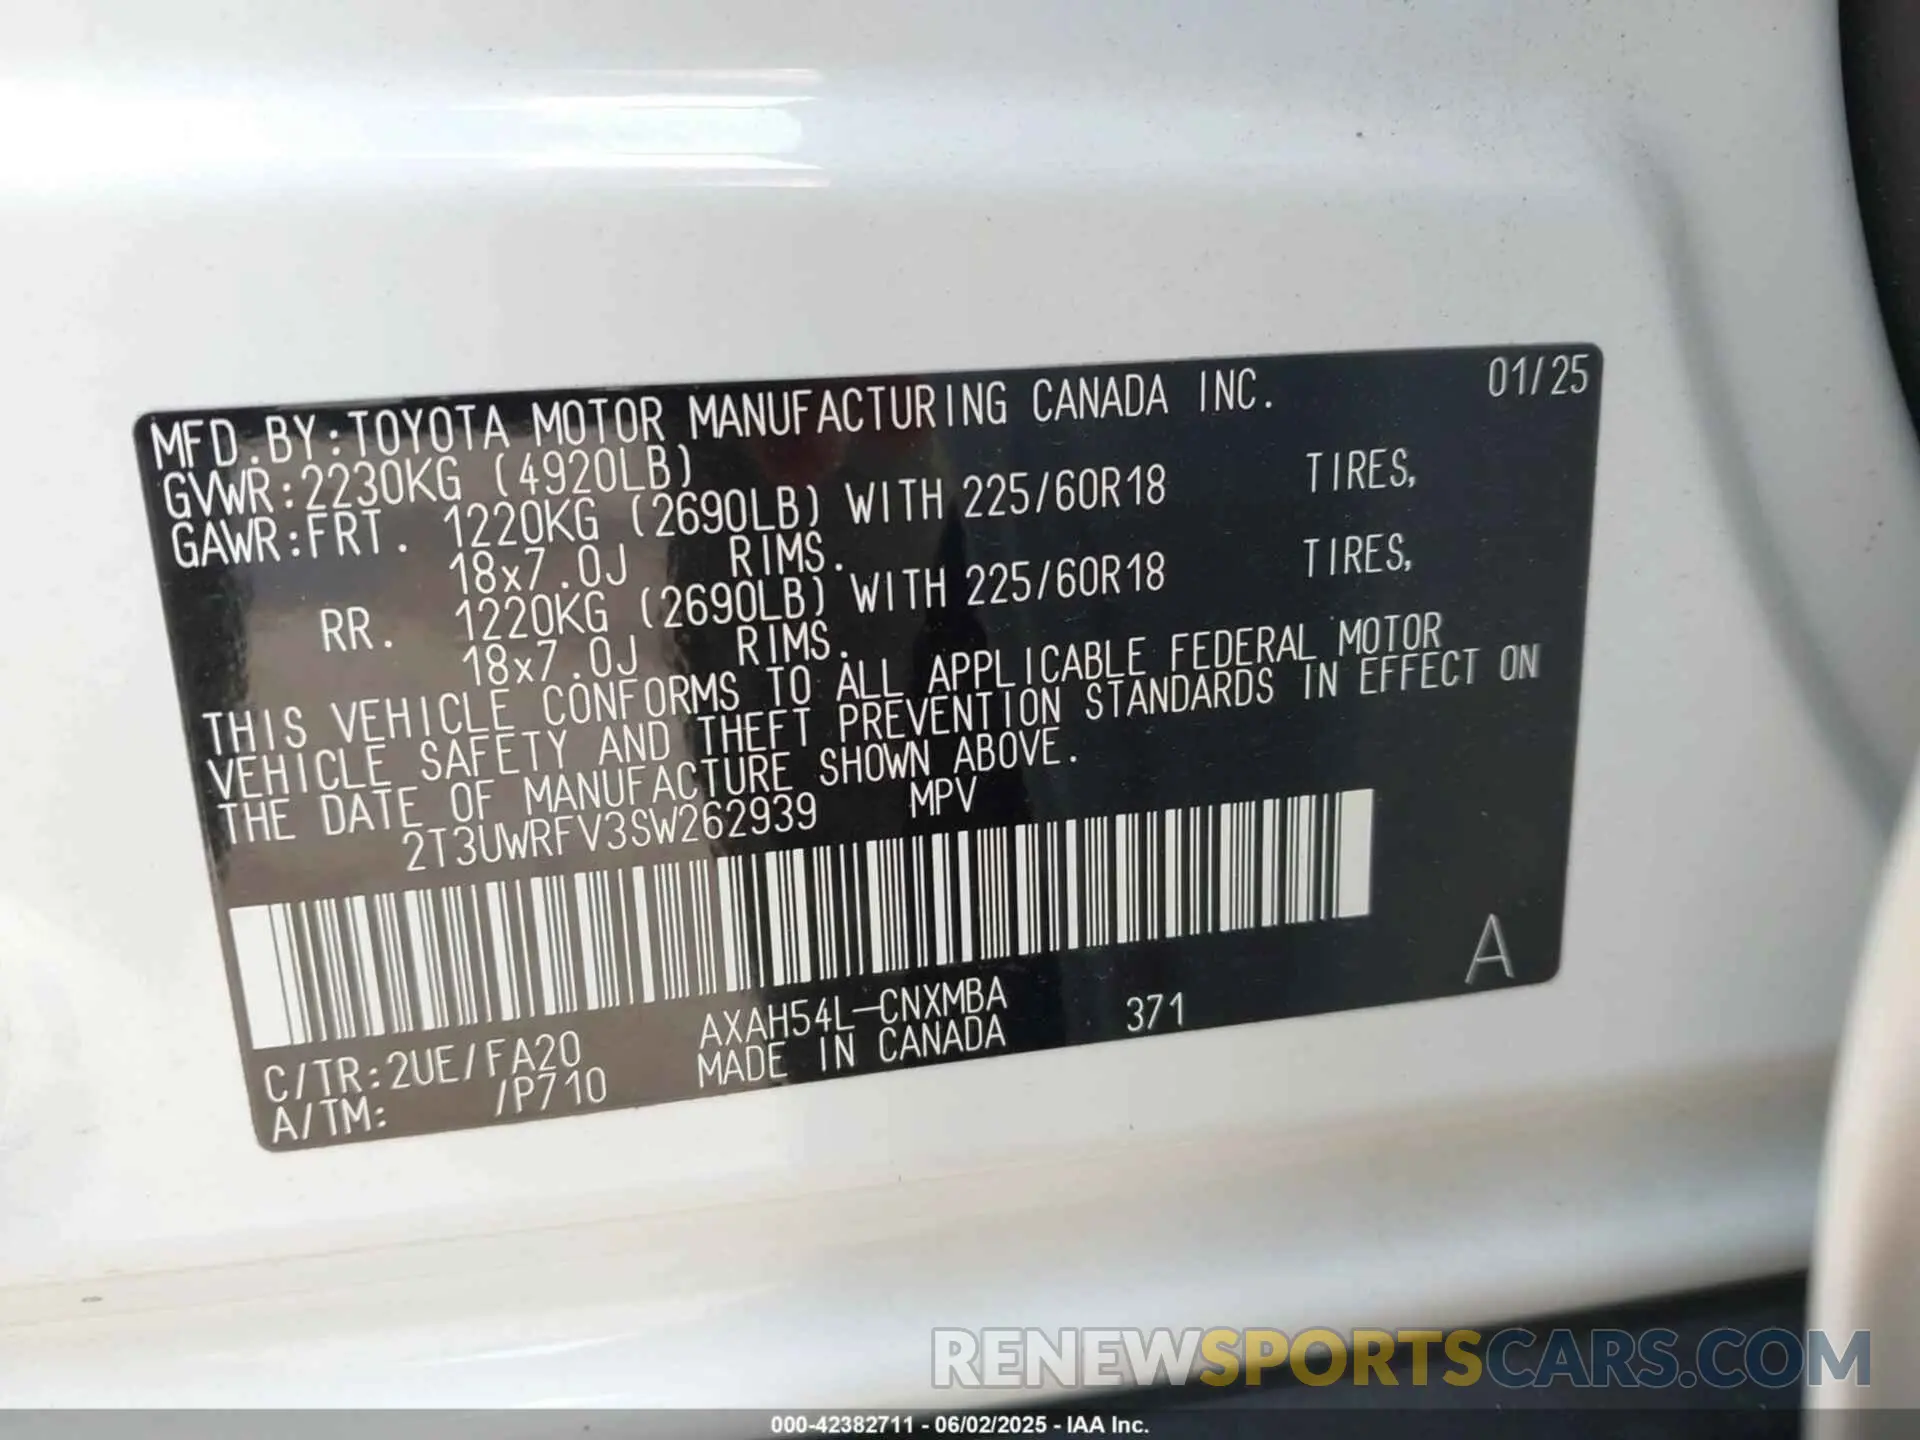 MFD.BY:TOYOTA MOTOR MANUFACTURING CANADA INC. 01/25
GVWR:2230KG (4920LB)
GAWR:FRT. 1220KG (2690LB) WITH 225/60R18 TIRES,
18x7.0J RIMS.
RR. 1220KG (2690LB) WITH 225/60R18 TIRES,
18x7.0J RIMS.
THIS VEHICLE CONFORMS TO ALL APPLICABLE FEDERAL MOTOR
VEHICLE SAFETY AND THEFT PREVENTION STANDARDS IN EFFECT ON
THE DATE OF MANUFACTURE SHOWN ABOVE.
2T3UWRFV3SW262939 MPV
A
C/TR:2UE/FA20 AXAH54L-CNXMBA 371
A/TM: /P710 MADE IN CANADA
RENEWSPORTSCARS.COM
000-42382711 - 06/02/2025 - IAA Inc.